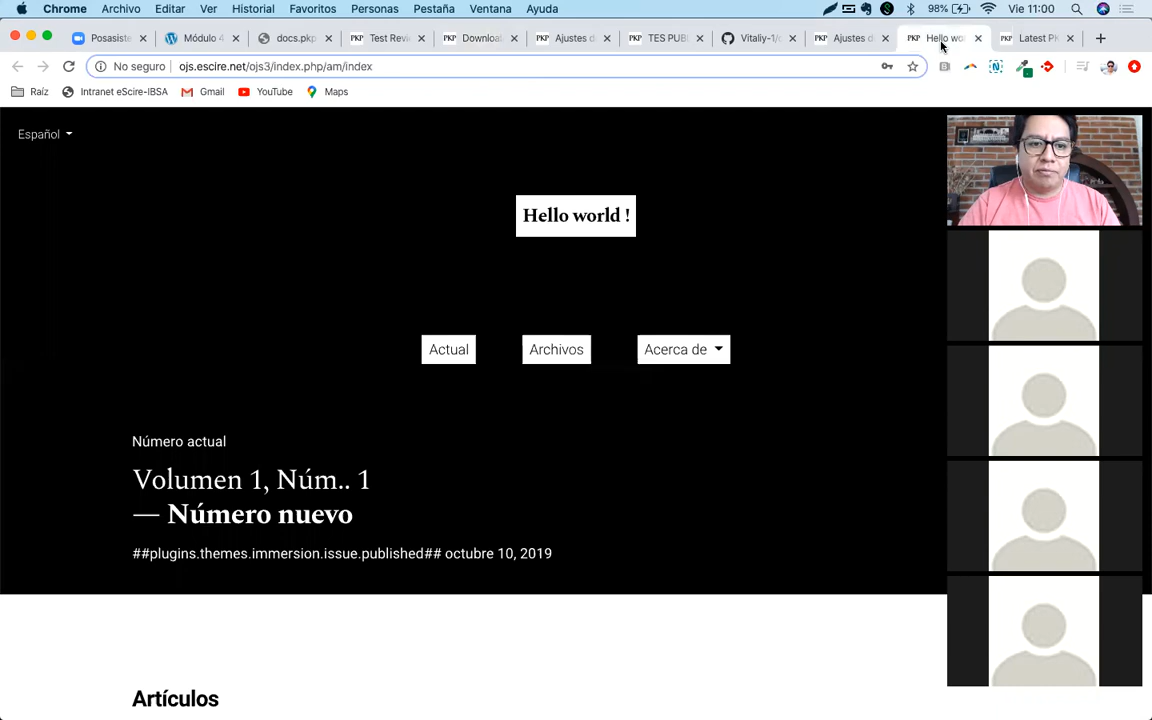 Chrome Archivo Editar Ver Historial Favoritos Personas Pestaña Ventana Ayuda 98% Vie 11:00
Posasiste Módulo 4 docs.pkp Test Revi Downloa Ajustes d TES PUB Vitaliy-1/ Ajustes d Hello wo Latest PK
No seguro ojs.escire.net/ojs3/index.php/am/index
Raíz Intranet eScire-IBSA Gmail YouTube Maps
Español
Hello world !
Actual Archivos Acerca de
Número actual
Volumen 1, Núm.. 1
— Número nuevo
##plugins.themes.immersion.issue.published## octubre 10, 2019
Artículos